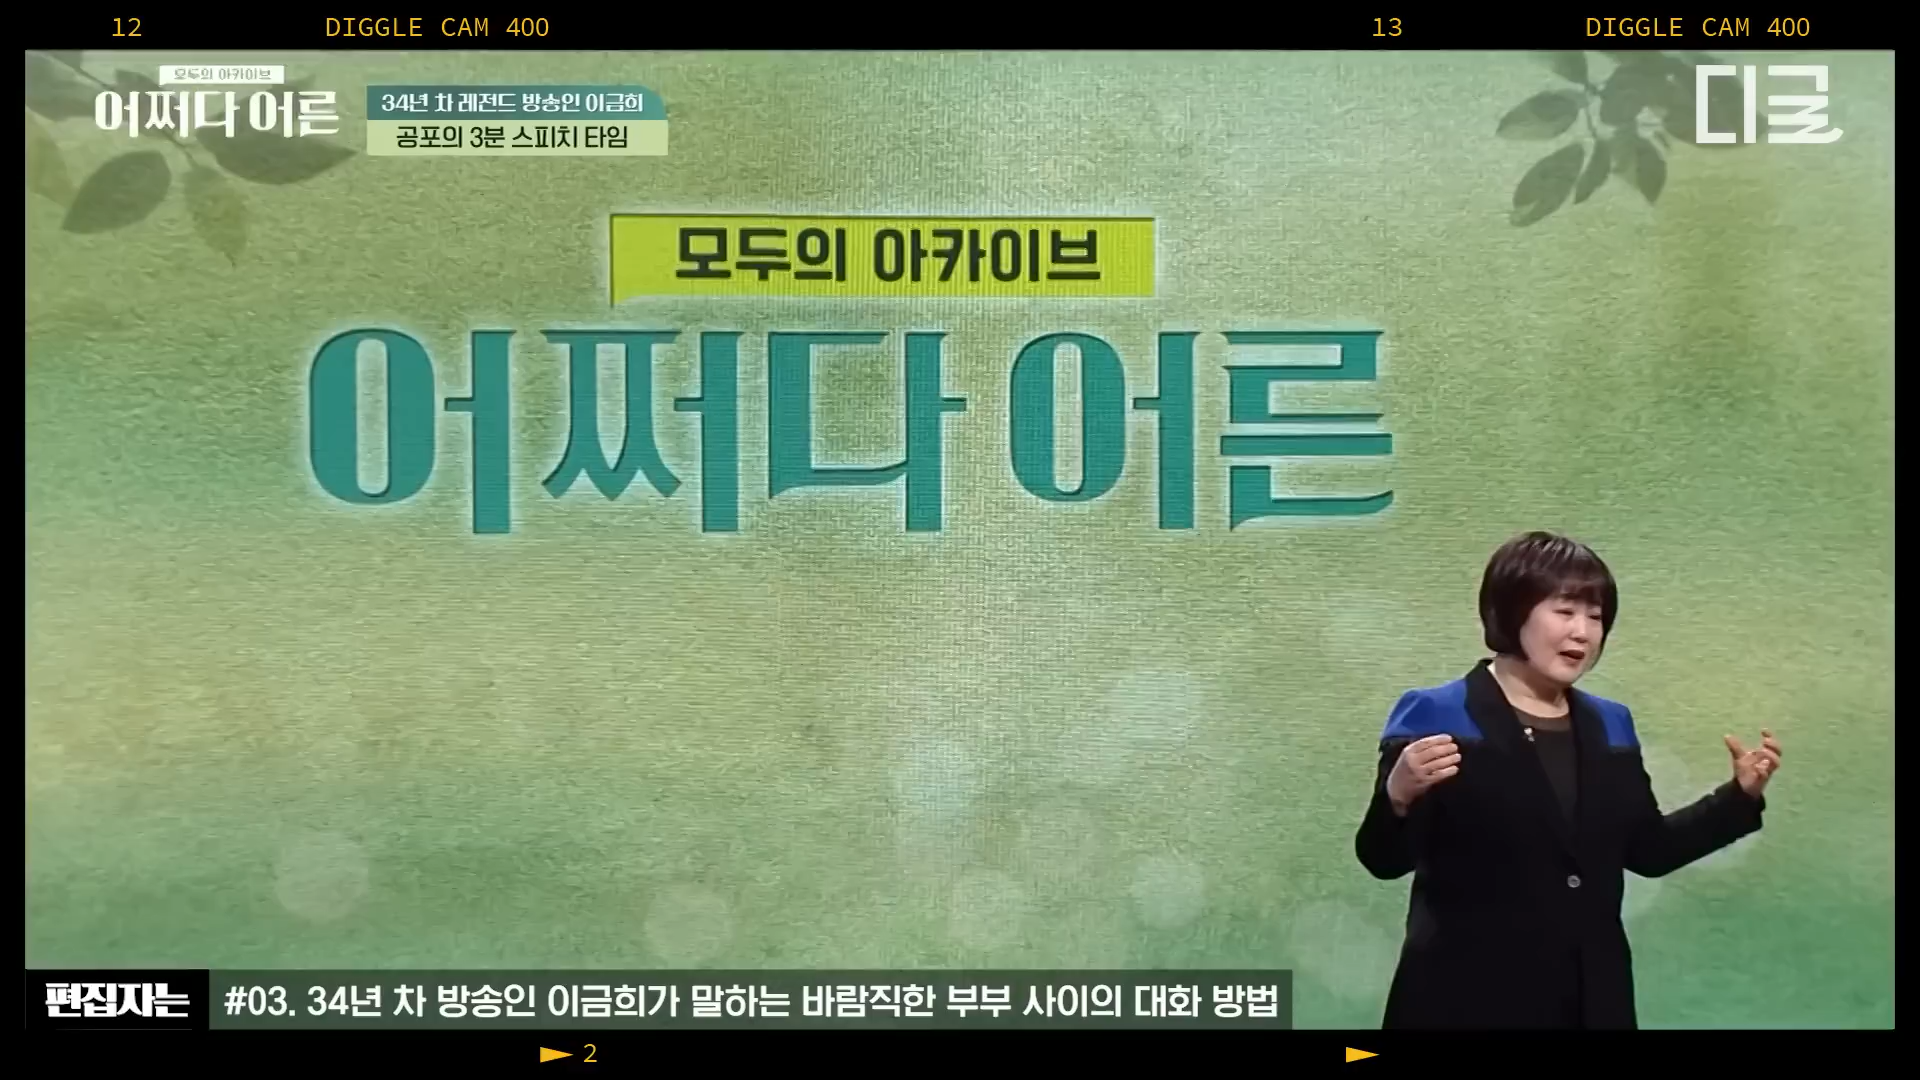 12 DIGGLE CAM 400 13 DIGGLE CAM 400
모두의 아카이브
어쩌다 어른
34년 차 레전드 방송인 이금희
공포의 3분 스피치 타임
디글
모두의 아카이브
어쩌다 어른
편집자는 #03. 34년 차 방송인 이금희가 말하는 바람직한 부부 사이의 대화 방법
2